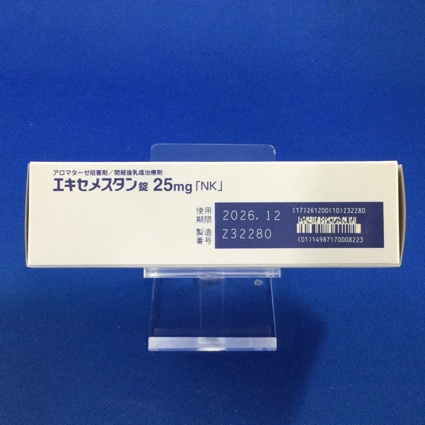 アロマターゼ阻害剤/閉経後乳癌治療剤
エキセメスタン錠 25mg「NK」
使用期限 2026.12
製造番号 Z32280
(17)261200(10)Z32280
(01)14987170008223